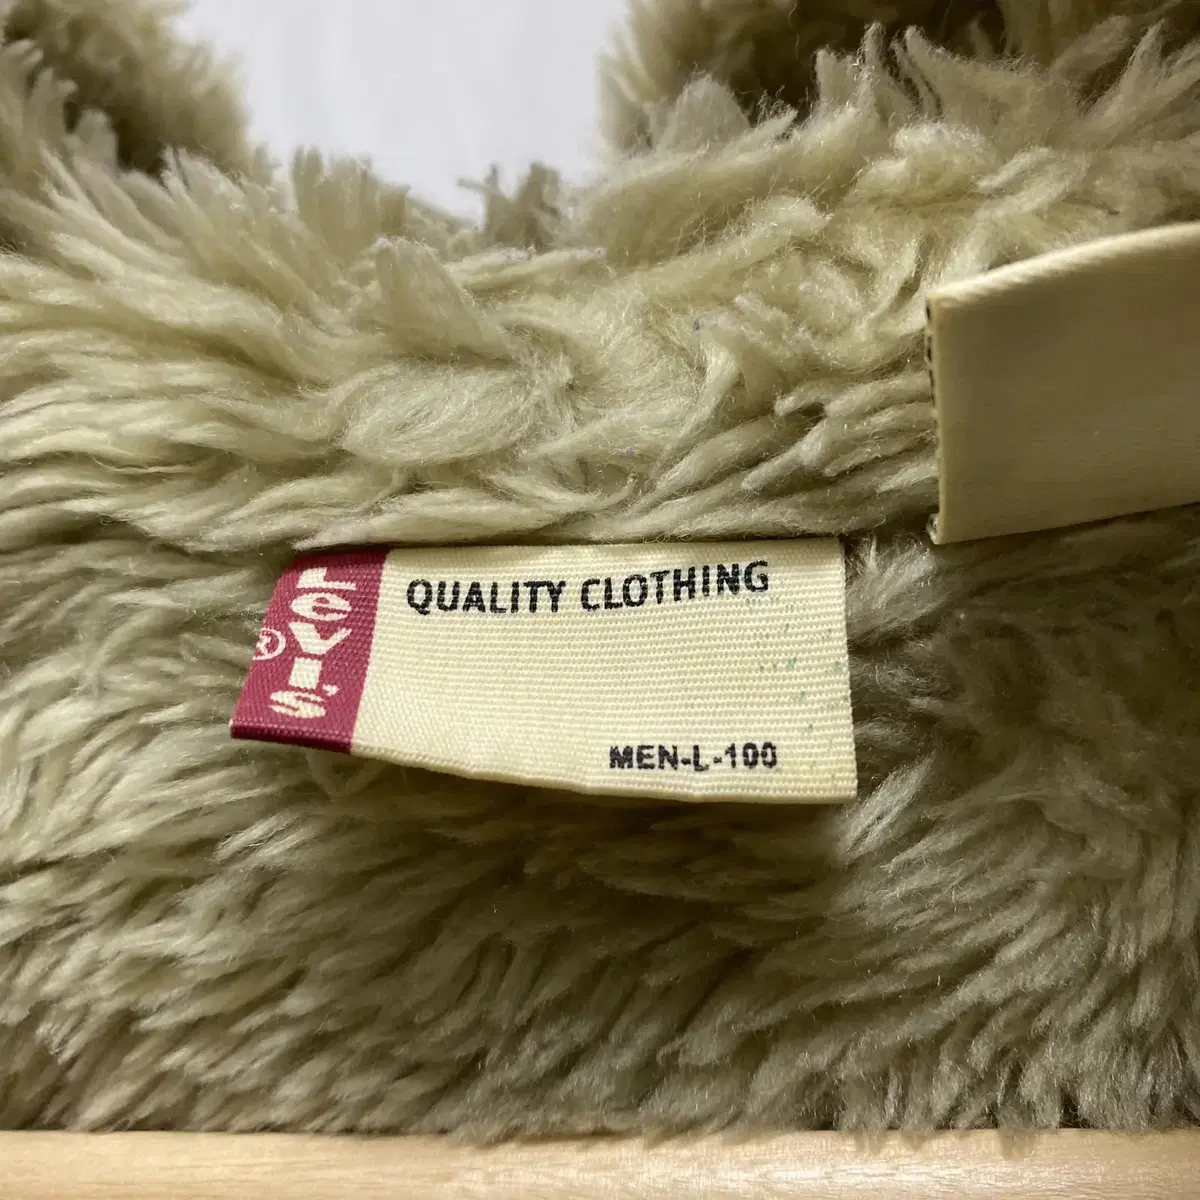 LEVI'S
®
QUALITY CLOTHING
MEN-L-100